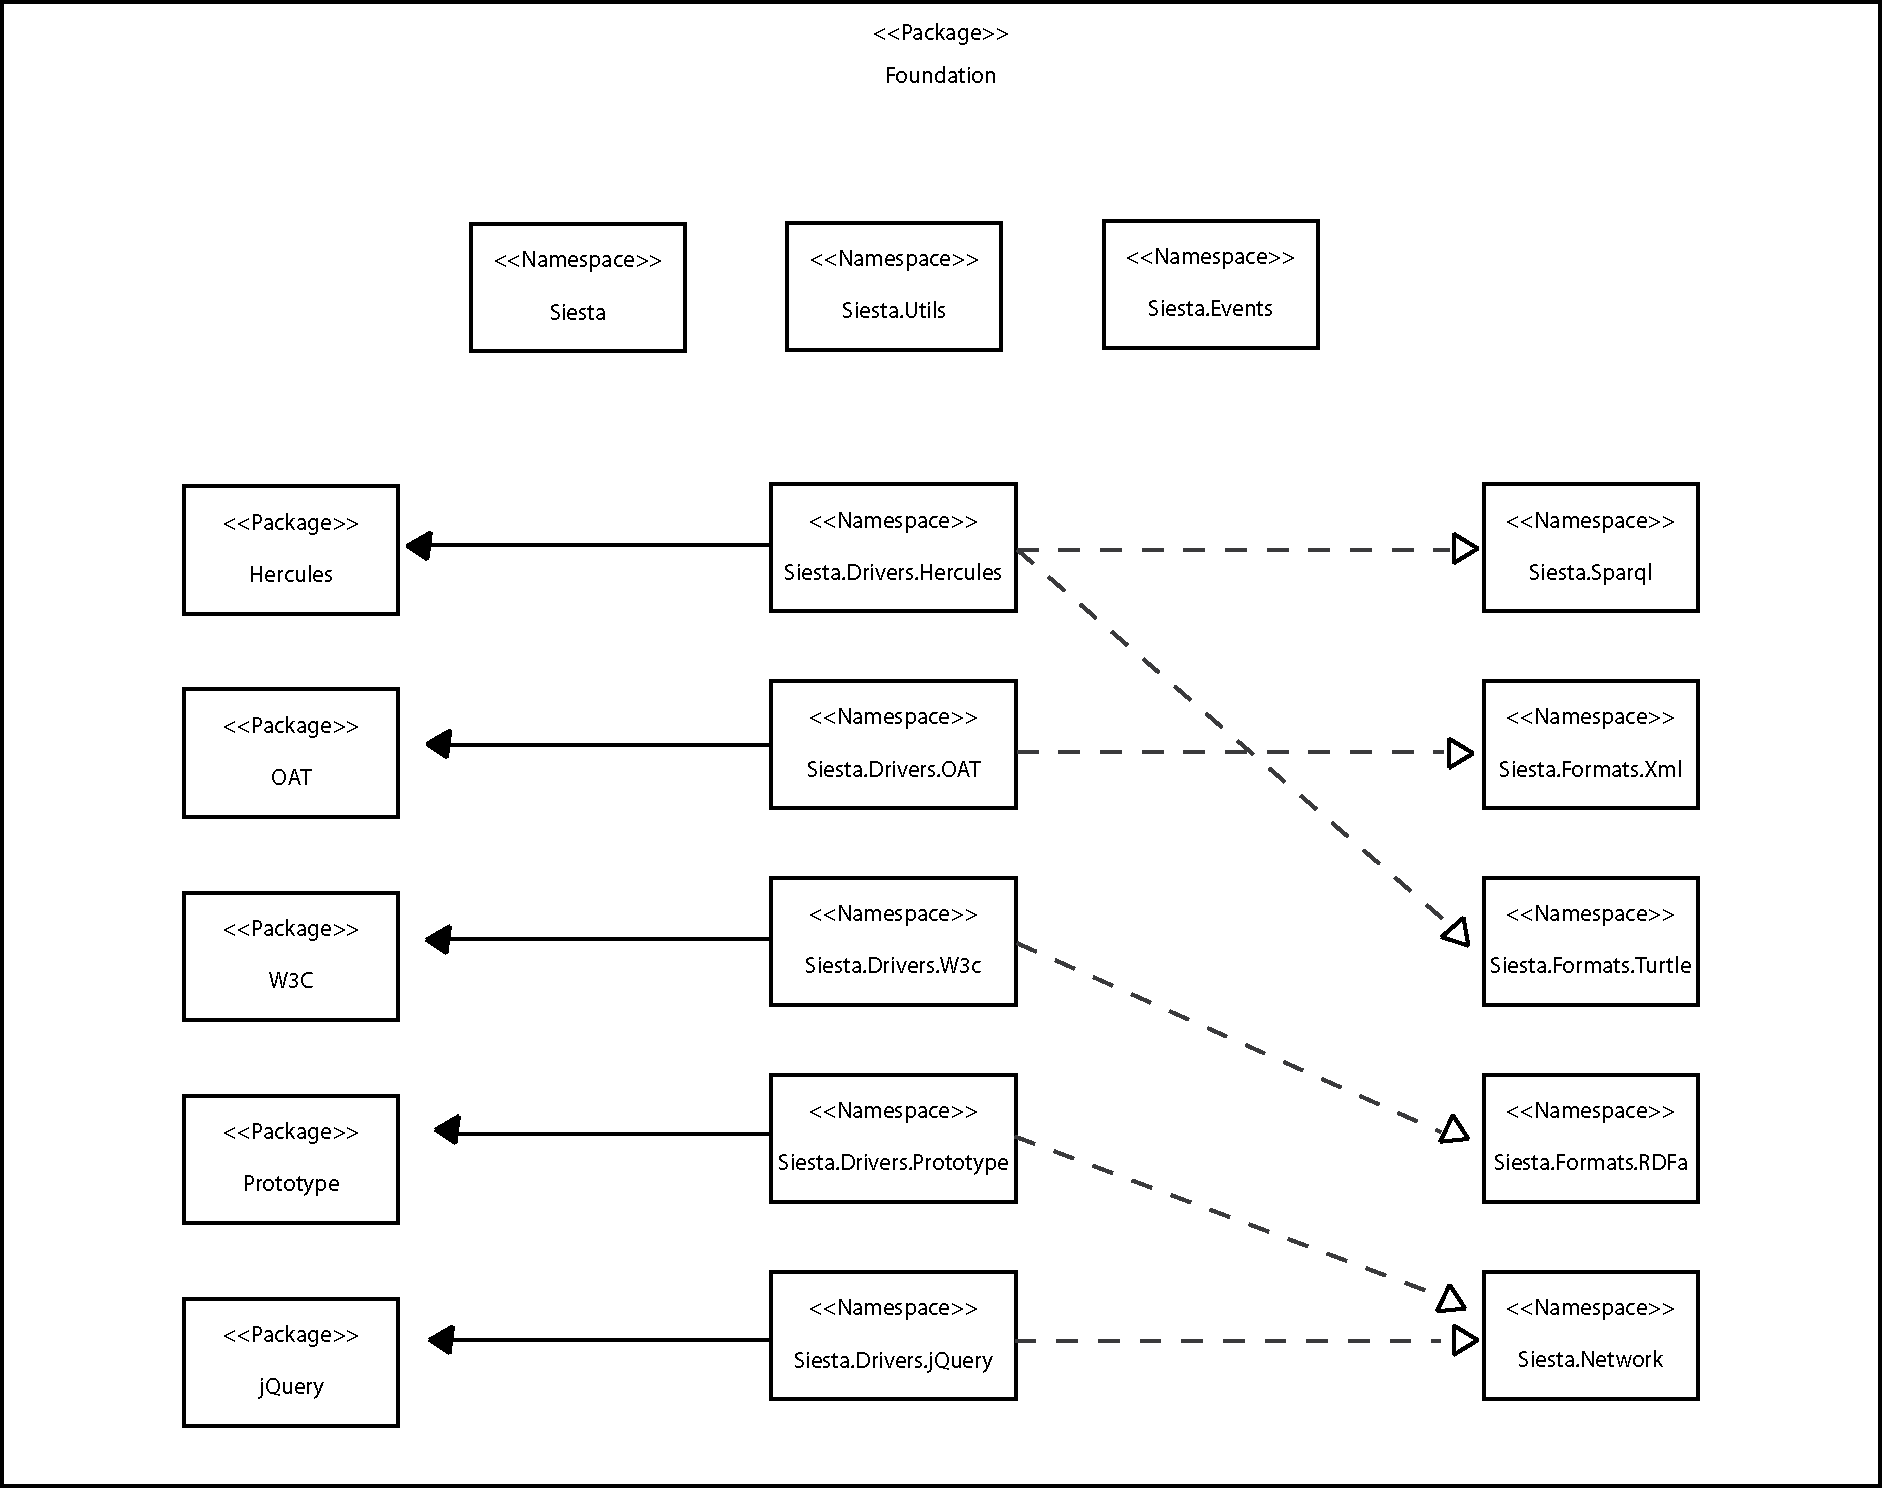 <<Package>>
Foundation
<<Namespace>>
Siesta
<<Namespace>>
Siesta.Utils
<<Namespace>>
Siesta.Events
<<Package>>
Hercules
<<Namespace>>
Siesta.Drivers.Hercules
<<Namespace>>
Siesta.Sparql
<<Package>>
OAT
<<Namespace>>
Siesta.Drivers.OAT
<<Namespace>>
Siesta.Formats.Xml
<<Package>>
W3C
<<Namespace>>
Siesta.Drivers.W3c
<<Namespace>>
Siesta.Formats.Turtle
<<Package>>
Prototype
<<Namespace>>
Siesta.Drivers.Prototype
<<Namespace>>
Siesta.Formats.RDFa
<<Package>>
jQuery
<<Namespace>>
Siesta.Drivers.jQuery
<<Namespace>>
Siesta.Network